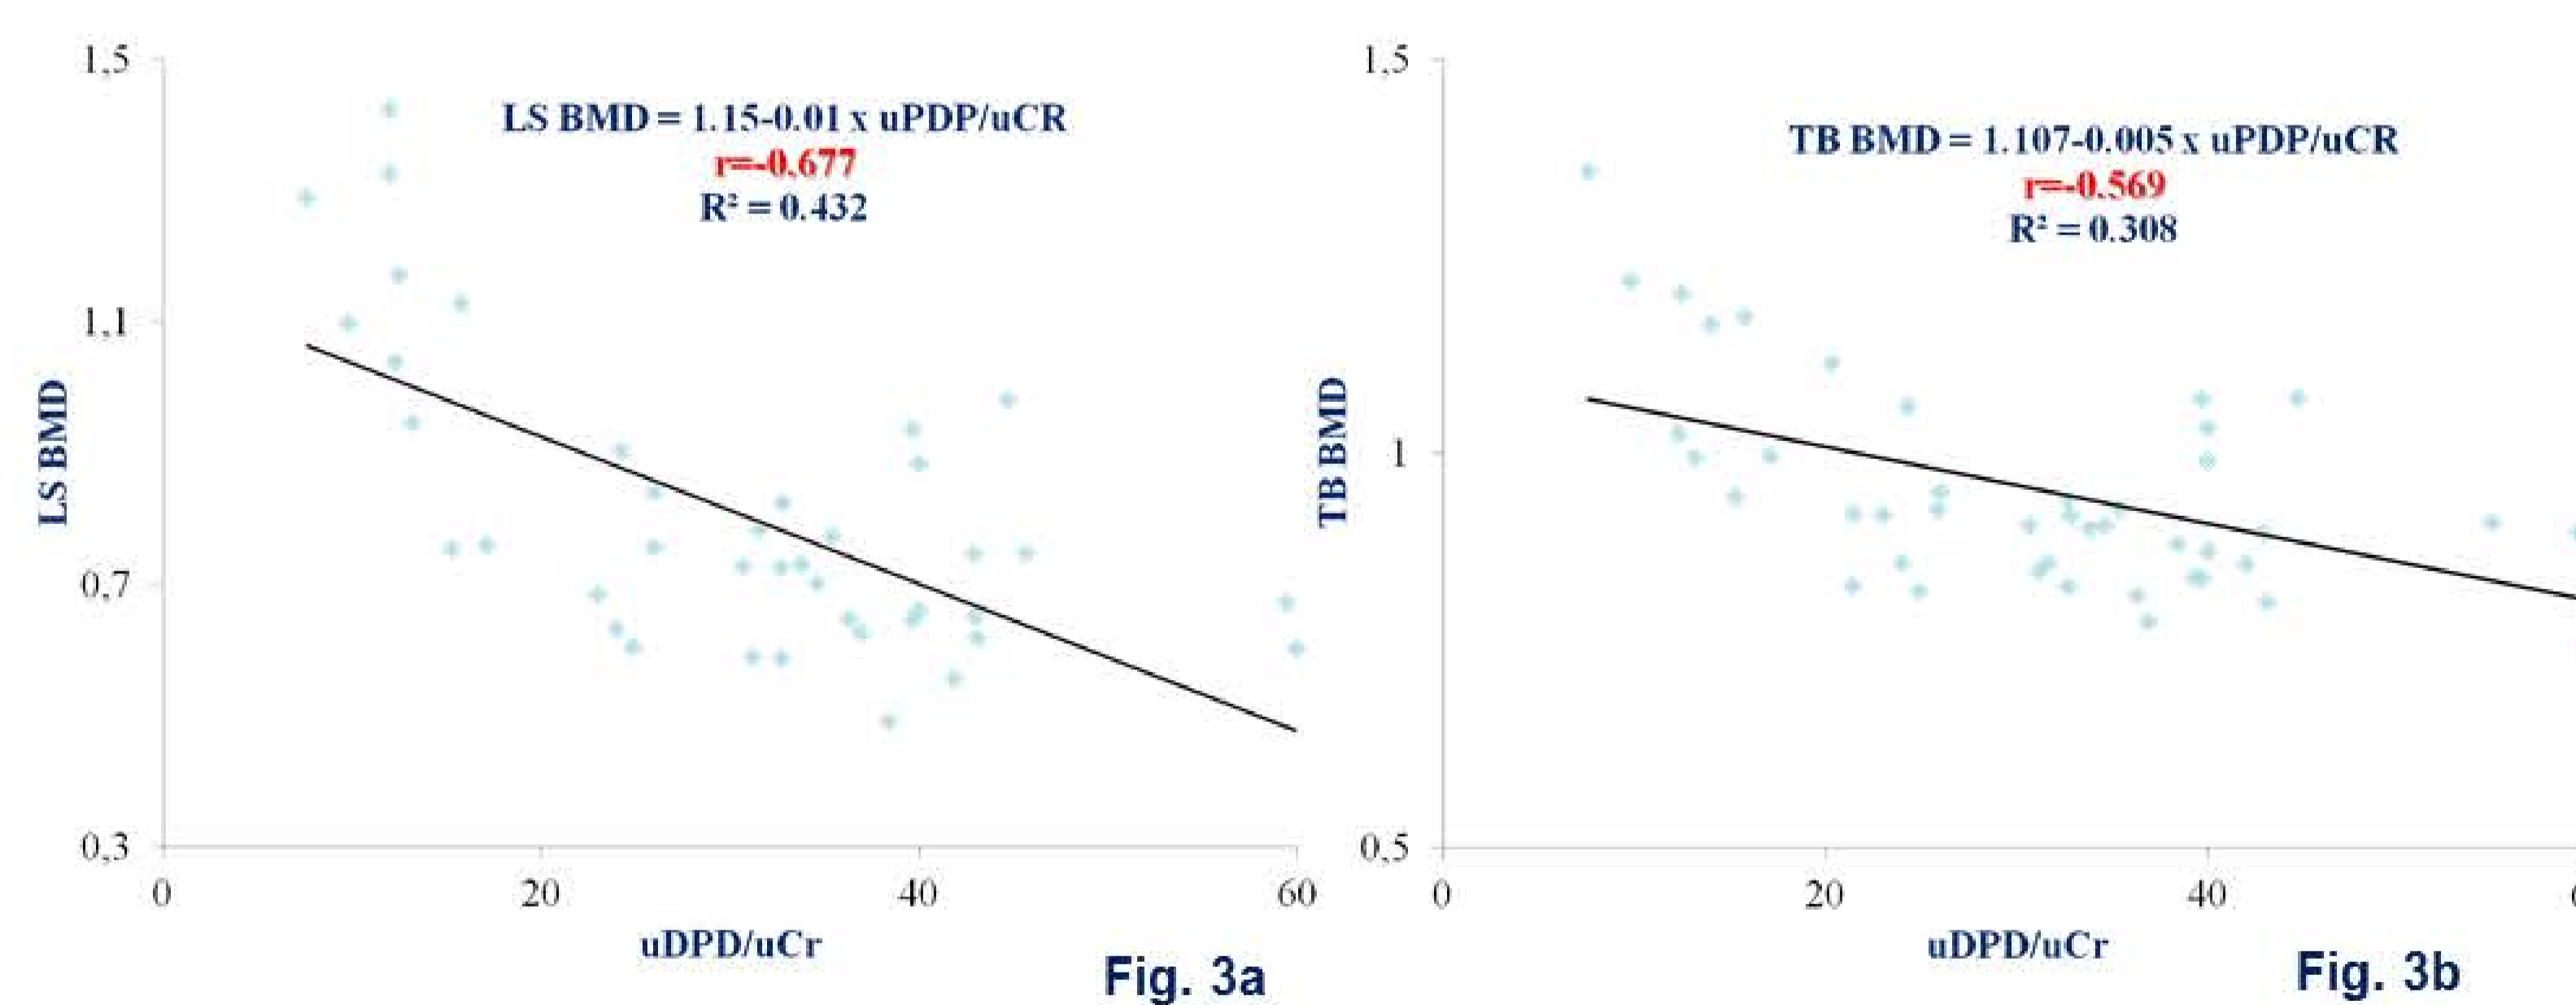 1,5
LS BMD = 1.15-0.01 x uPDP/uCR
r=-0.677
R² = 0.432
1,1
LS BMD
0,7
0,3
0 20 40 60
uDPD/uCr
Fig. 3a
1,5
TB BMD = 1.107-0.005 x uPDP/uCR
r=-0.569
R² = 0.308
1
TB BMD
0,5
0 20 40
uDPD/uCr
Fig. 3b